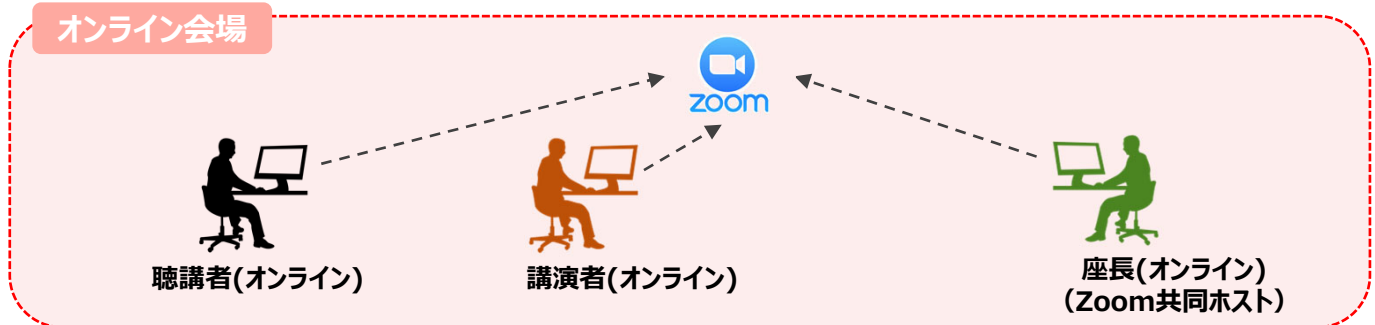 オンライン会場
zoom
聴講者(オンライン)
講演者(オンライン)
座長(オンライン)
（Zoom共同ホスト）